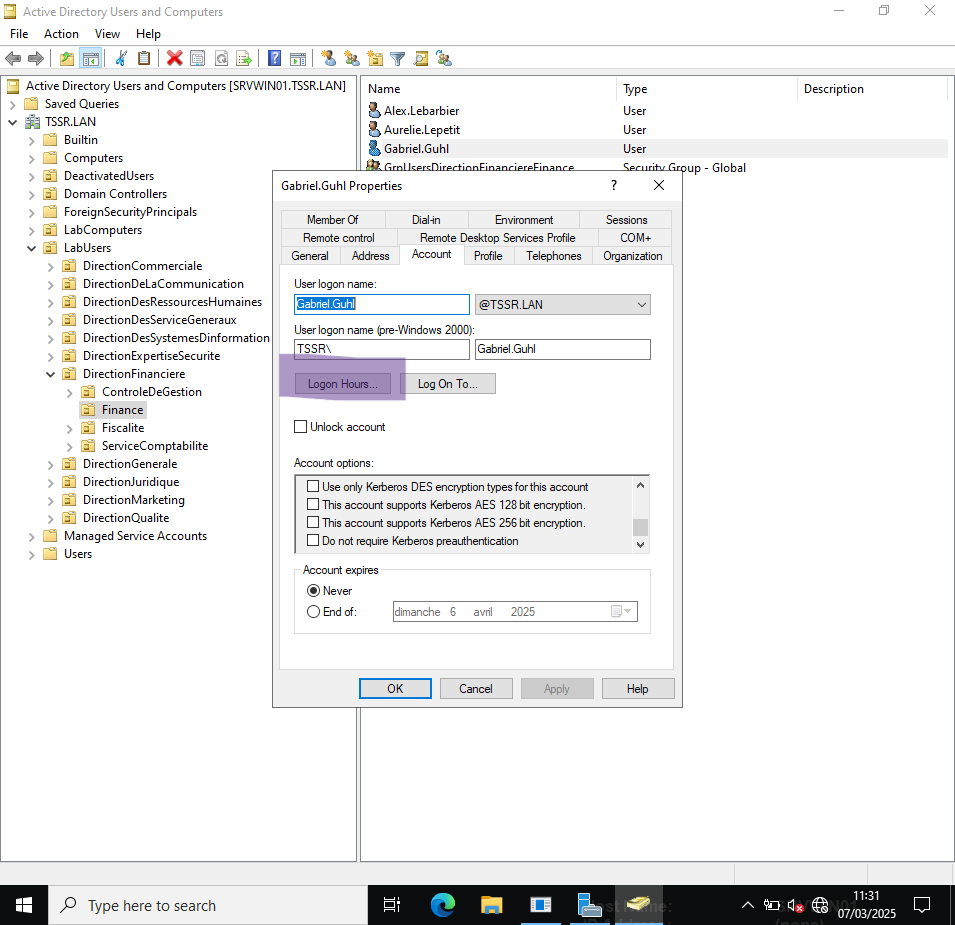 Active Directory Users and Computers
File Action View Help
Active Directory Users and Computers [SRVWIN01.TSSR.LAN]
Saved Queries
TSSR.LAN
Builtin
Computers
DeactivatedUsers
Domain Controllers
ForeignSecurityPrincipals
LabComputers
LabUsers
DirectionCommerciale
DirectionDeLaCommunication
DirectionDesRessourcesHumaines
DirectionDesServiceGeneraux
DirectionDesSystemesDinformation
DirectionExpertiseSecurite
DirectionFinanciere
ControleDeGestion
Finance
Fiscalite
ServiceComptabilite
DirectionGenerale
DirectionJuridique
DirectionMarketing
DirectionQualite
Managed Service Accounts
Users
Name Type Description
Alex.Lebarbier User
Aurelie.Lepetit User
Gabriel.Guhl User
GrpUsersDirectionFinanciereFinance Security Group - Global
Gabriel.Guhl Properties ?
Member Of Dial-in Environment Sessions
Remote control Remote Desktop Services Profile COM+
General Address Account Profile Telephones Organization
User logon name:
Gabriel.Guhl @TSSR.LAN
User logon name (pre-Windows 2000):
TSSR\ Gabriel.Guhl
Logon Hours... Log On To...
Unlock account
Account options:
Use only Kerberos DES encryption types for this account
This account supports Kerberos AES 128 bit encryption.
This account supports Kerberos AES 256 bit encryption.
Do not require Kerberos preauthentication
Account expires
Never
End of: dimanche 6 avril 2025
OK Cancel Apply Help
Type here to search
11:31
07/03/2025